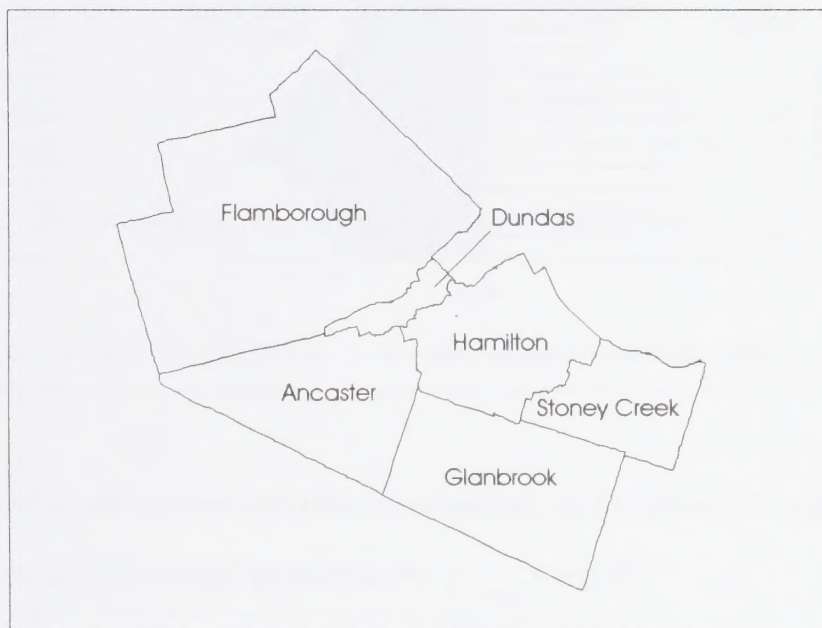 Flamborough
Dundas
Hamilton
Ancaster
Stoney Creek
Glanbrook